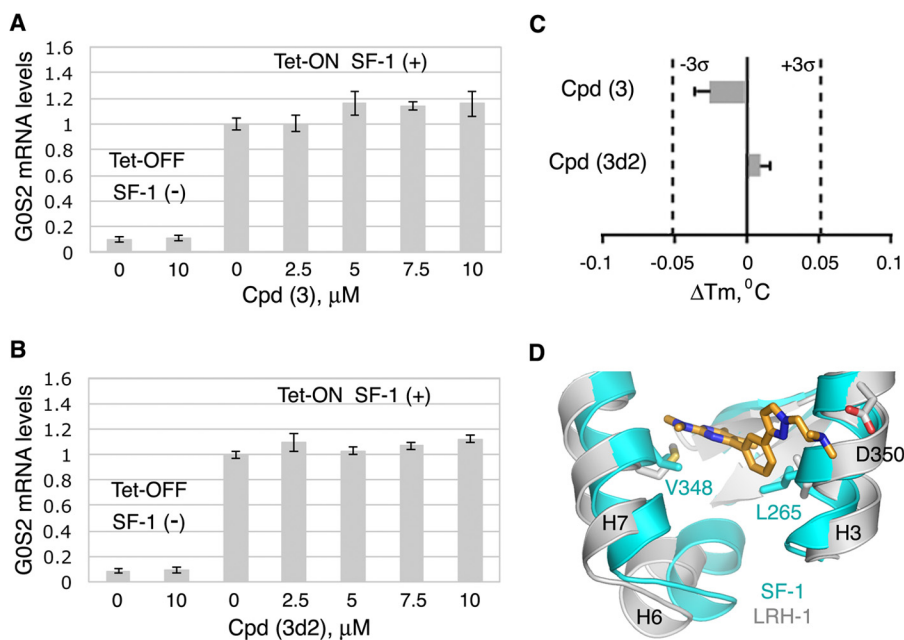 A
G0S2 mRNA levels
1.6
1.4
1.2
1
0.8
0.6
0.4
0.2
0
Tet-ON SF-1 (+)
Tet-OFF
SF-1 (-)
0 10 0 2.5 5 7.5 10
Cpd (3), μM
B
G0S2 mRNA levels
1.6
1.4
1.2
1
0.8
0.6
0.4
0.2
0
Tet-ON SF-1 (+)
Tet-OFF
SF-1 (-)
0 10 0 2.5 5 7.5 10
Cpd (3d2), μM
C
-3σ +3σ
Cpd (3)
Cpd (3d2)
-0.1 -0.05 0 0.05 0.1
ΔTm, ⁰C
D
D350
V348
L265
H7
H3
H6
SF-1
LRH-1